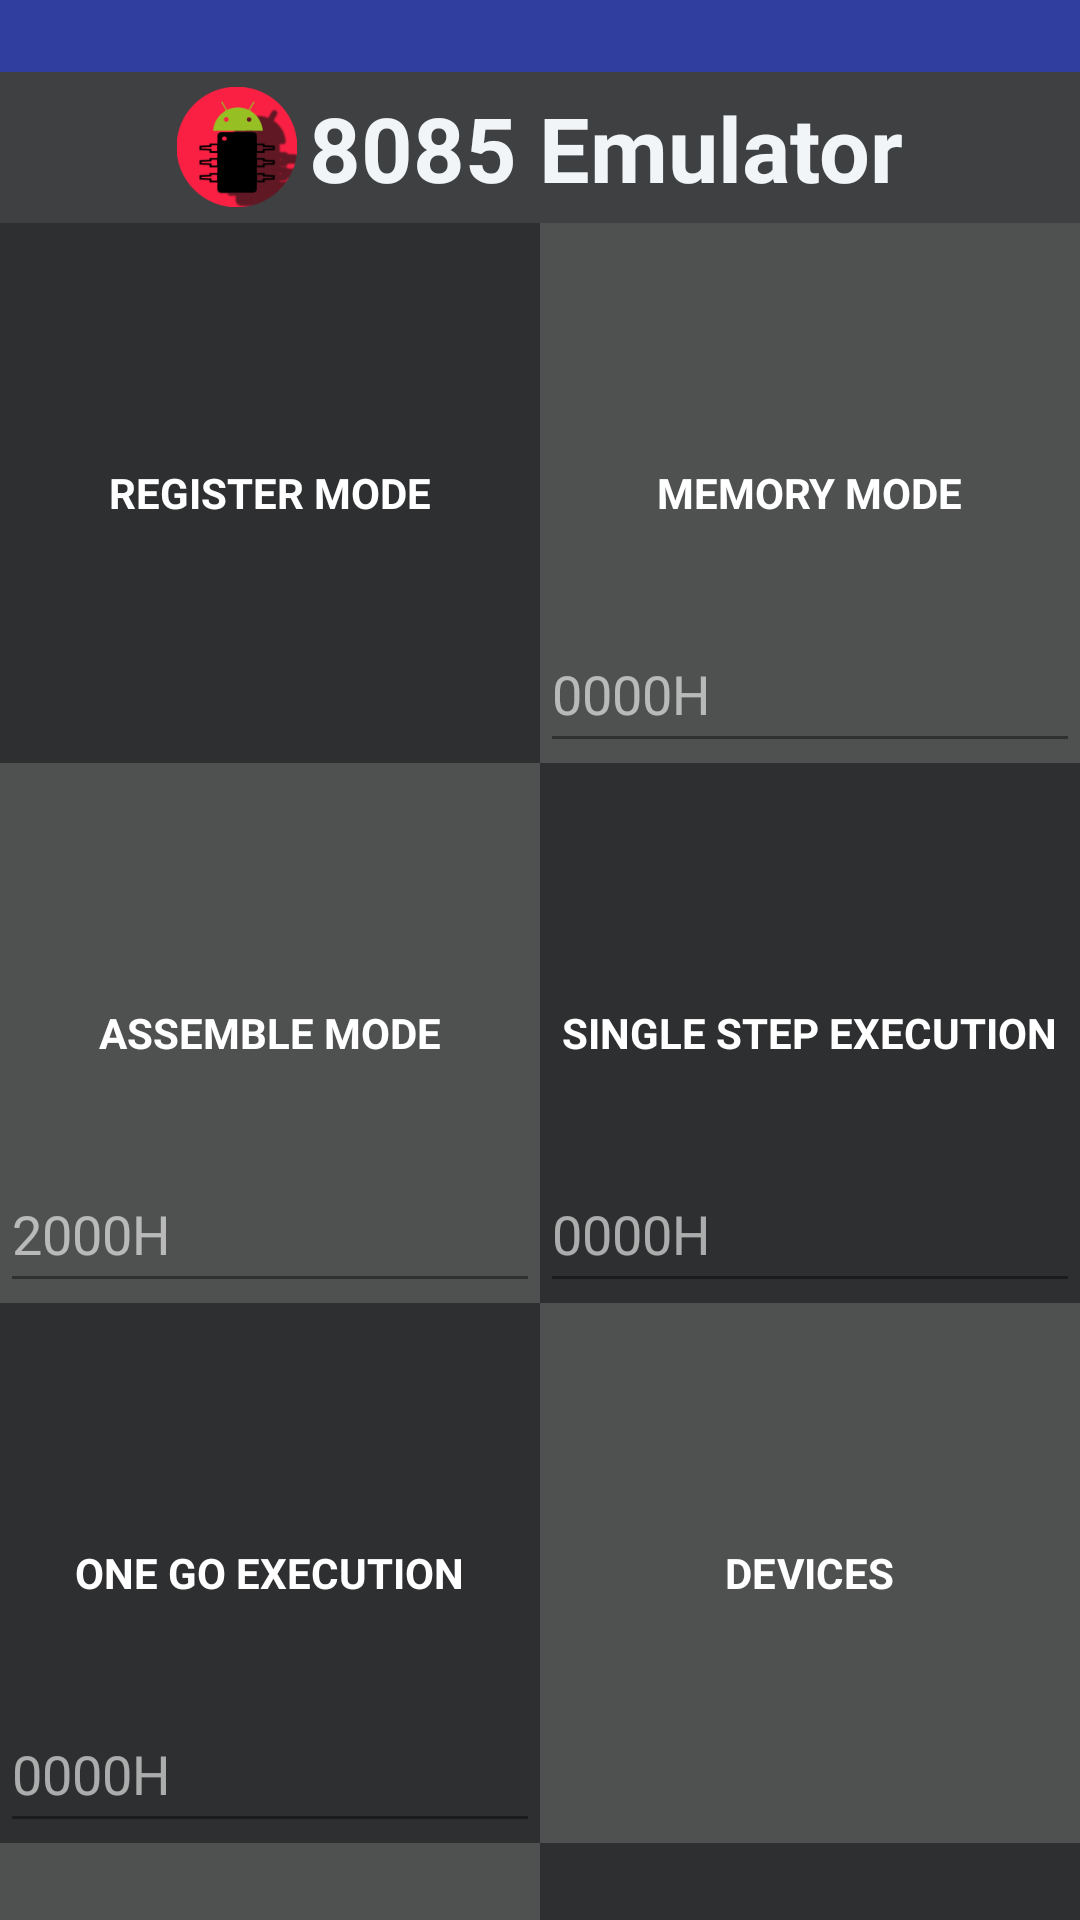 8085 Emulator
REGISTER MODE
MEMORY MODE
0000H
ASSEMBLE MODE
2000H
SINGLE STEP EXECUTION
0000H
ONE GO EXECUTION
0000H
DEVICES